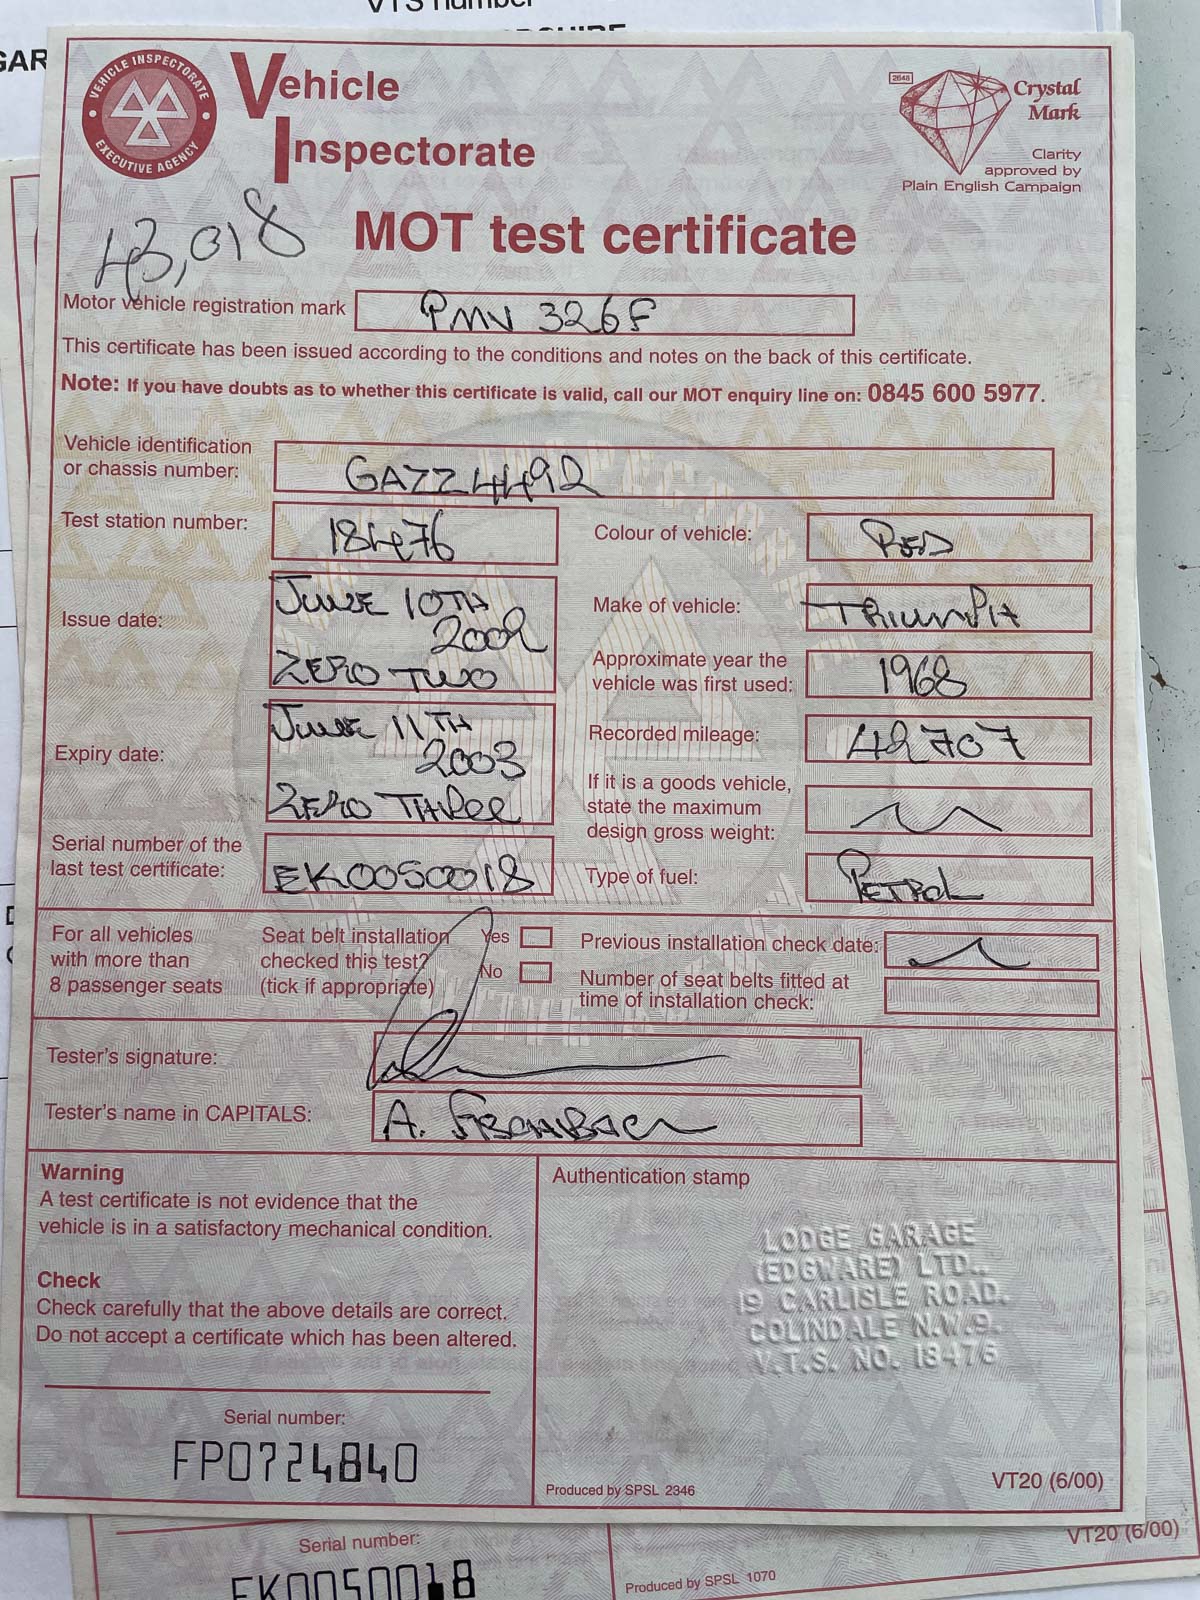 VTS number
GAR
VEHICLE INSPECTORATE
EXECUTIVE AGENCY
Vehicle
Inspectorate
2648
Crystal
Mark
Clarity
approved by
Plain English Campaign
43,018
MOT test certificate
Motor vehicle registration mark PMV 326F
This certificate has been issued according to the conditions and notes on the back of this certificate.
Note: If you have doubts as to whether this certificate is valid, call our MOT enquiry line on: 0845 600 5977.
Vehicle identification
or chassis number: GAZZ4492
Test station number: 18476
Colour of vehicle: RED
Issue date: JUNE 10TH
2002
ZERO TWO
Make of vehicle: TRIUMPH
Approximate year the
vehicle was first used: 1968
Expiry date: JUNE 11TH
2003
ZERO THREE
Recorded mileage: 42707
If it is a goods vehicle,
state the maximum
design gross weight:
Serial number of the
last test certificate: EK0050018
Type of fuel: PETROL
For all vehicles
with more than
8 passenger seats
Seat belt installation
checked this test?
(tick if appropriate)
Yes
No
Previous installation check date:
Number of seat belts fitted at
time of installation check:
Tester's signature:
Tester's name in CAPITALS: A.
Warning
A test certificate is not evidence that the
vehicle is in a satisfactory mechanical condition.
Check
Check carefully that the above details are correct.
Do not accept a certificate which has been altered.
Serial number:
FP0724840
Authentication stamp
LODGE GARAGE
(EDGWARE) LTD.,
19 CARLISLE ROAD.
COLINDALE N.W.9.
V.T.S. NO. 18476
Produced by SPSL 2346
VT20 (6/00)
Serial number:
EK0050018
Produced by SPSL 1070
VT20 (6/00)